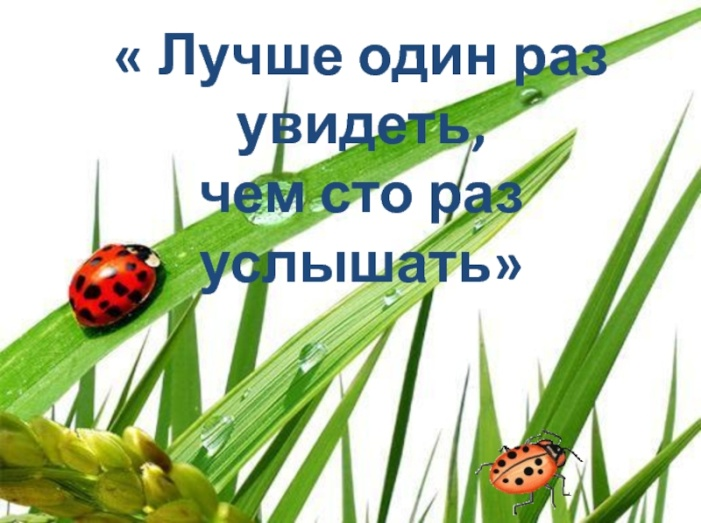 « Лучше один раз
увидеть,
чем сто раз
услышать»